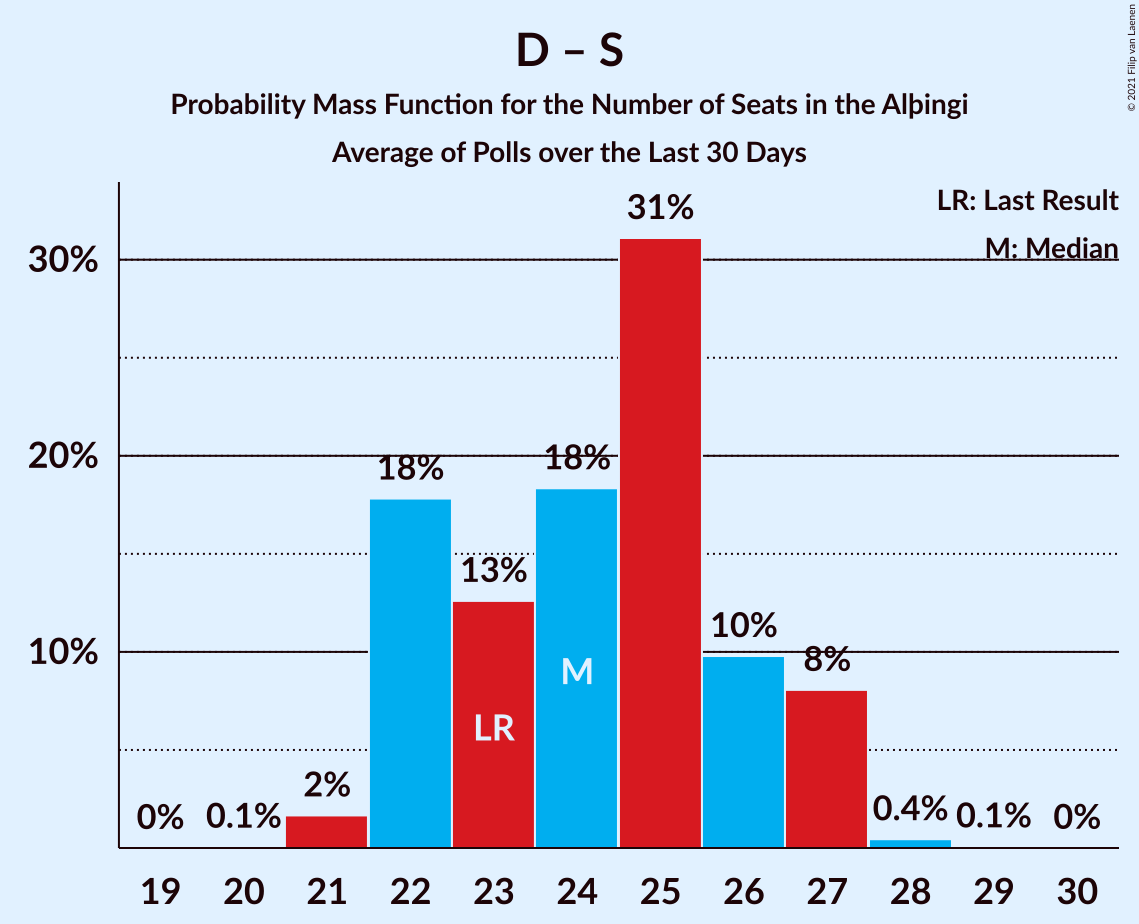 D – S
Probability Mass Function for the Number of Seats in the Alþingi
Average of Polls over the Last 30 Days
© 2021 Filip van Laenen
LR: Last Result
M: Median
30%
20%
10%
0%
0.1%
2%
18%
13%
18%
31%
10%
8%
0.4%
0.1%
0%
LR
M
19 20 21 22 23 24 25 26 27 28 29 30